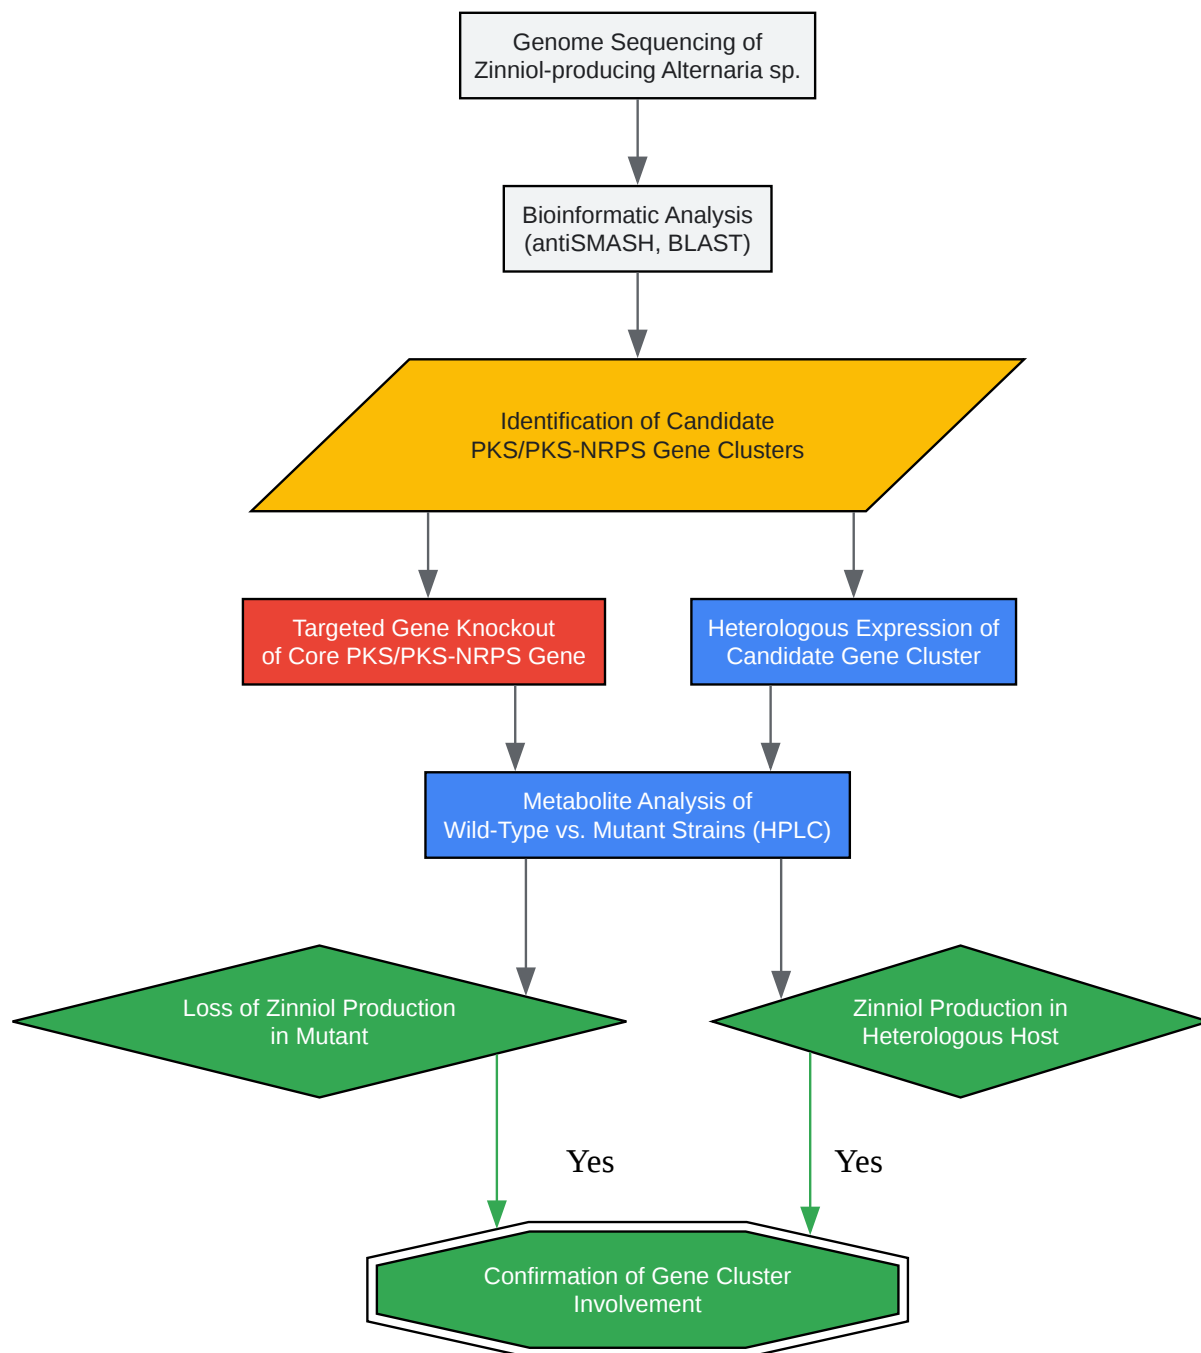 Genome Sequencing of
Zinniol-producing Alternaria sp.
Bioinformatic Analysis
(antiSMASH, BLAST)
Identification of Candidate
PKS/PKS-NRPS Gene Clusters
Targeted Gene Knockout
of Core PKS/PKS-NRPS Gene
Heterologous Expression of
Candidate Gene Cluster
Metabolite Analysis of
Wild-Type vs. Mutant Strains (HPLC)
Loss of Zinniol Production
in Mutant
Zinniol Production in
Heterologous Host
Yes
Yes
Confirmation of Gene Cluster
Involvement